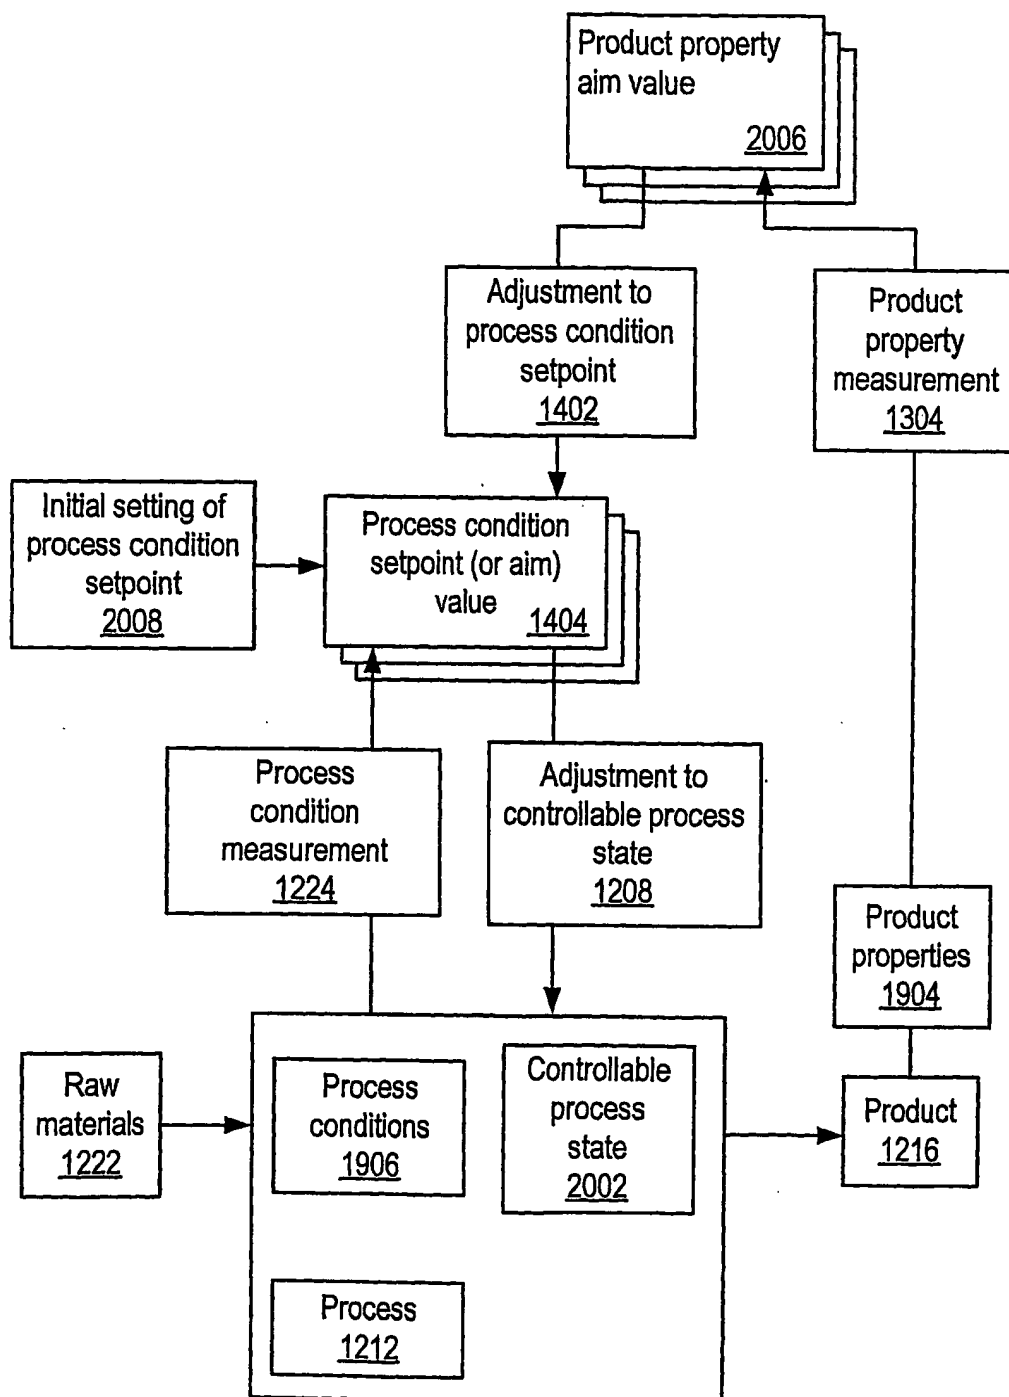 Product property
aim value
2006
Adjustment to
process condition
setpoint
1402
Product
property
measurement
1304
Initial setting of
process condition
setpoint
2008
Process condition
setpoint (or aim)
value
1404
Process
condition
measurement
1224
Adjustment to
controllable process
state
1208
Product
properties
1904
Raw
materials
1222
Process
conditions
1906
Controllable
process
state
2002
Product
1216
Process
1212